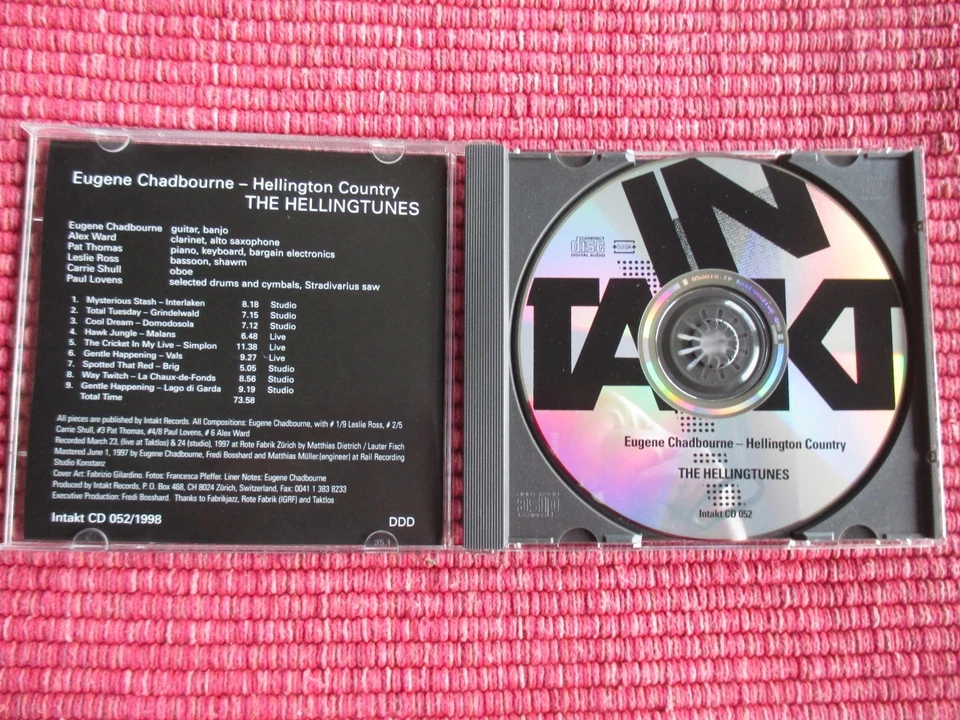 Eugene Chadbourne – Hellington Country
THE HELLINGTUNES
Eugene Chadbourne guitar, banjo
Alex Ward clarinet, alto saxophone
Pat Thomas piano, keyboard, bargain electronics
Leslie Ross bassoon, shawm
Carrie Shull oboe
Paul Lovens selected drums and cymbals, Stradivarius saw
1. Mysterious Stash – Interlaken 8.18 Studio
2. Total Tuesday – Grindelwald 7.15 Studio
3. Cool Dream – Domodosola 7.12 Studio
4. Hawk Jungle – Malans 6.48 Live
5. The Cricket In My Live – Simplon 11.38 Live
6. Gentle Happening – Vals 9.27 Live
7. Spotted That Red – Brig 5.05 Studio
8. Way Twitch – La Chaux-de-Fonds 8.56 Studio
9. Gentle Happening – Lago di Garda 9.19 Studio
Total Time 73.58
All pieces are published by Intakt Records. All Compositions: Eugene Chadbourne, with # 1/9 Leslie Ross, # 2/5
Carrie Shull, #3 Pat Thomas, #4/8 Paul Lovens, # 6 Alex Ward
Recorded March 23, (live at Taktlos) & 24 (studio), 1997 at Rote Fabrik Zürich by Matthias Dietrich / Lauter Fisch
Mastered June 1, 1997 by Eugene Chadbourne, Fredi Bosshard and Matthias Müller.(engineer) at Rail Recording
Studio Konstanz
Cover Art: Fabrizio Gilardino. Fotos: Francesca Pfeffer. Liner Notes: Eugene Chadbourne
Produced by Intakt Records, P. O. Box 468, CH 8024 Zürich, Switzerland, Fax: 0041 1 383 8233
Executive Production: Fredi Bosshard. Thanks to Fabrikjazz, Rote Fabrik (IGRF) and Taktlos
Intakt CD 052/1998 DDD
35.1
IN
TAKT
COMPACT
disc
DIGITAL AUDIO
SUISA
Eugene Chadbourne – Hellington Country
THE HELLINGTUNES
Intakt CD 052